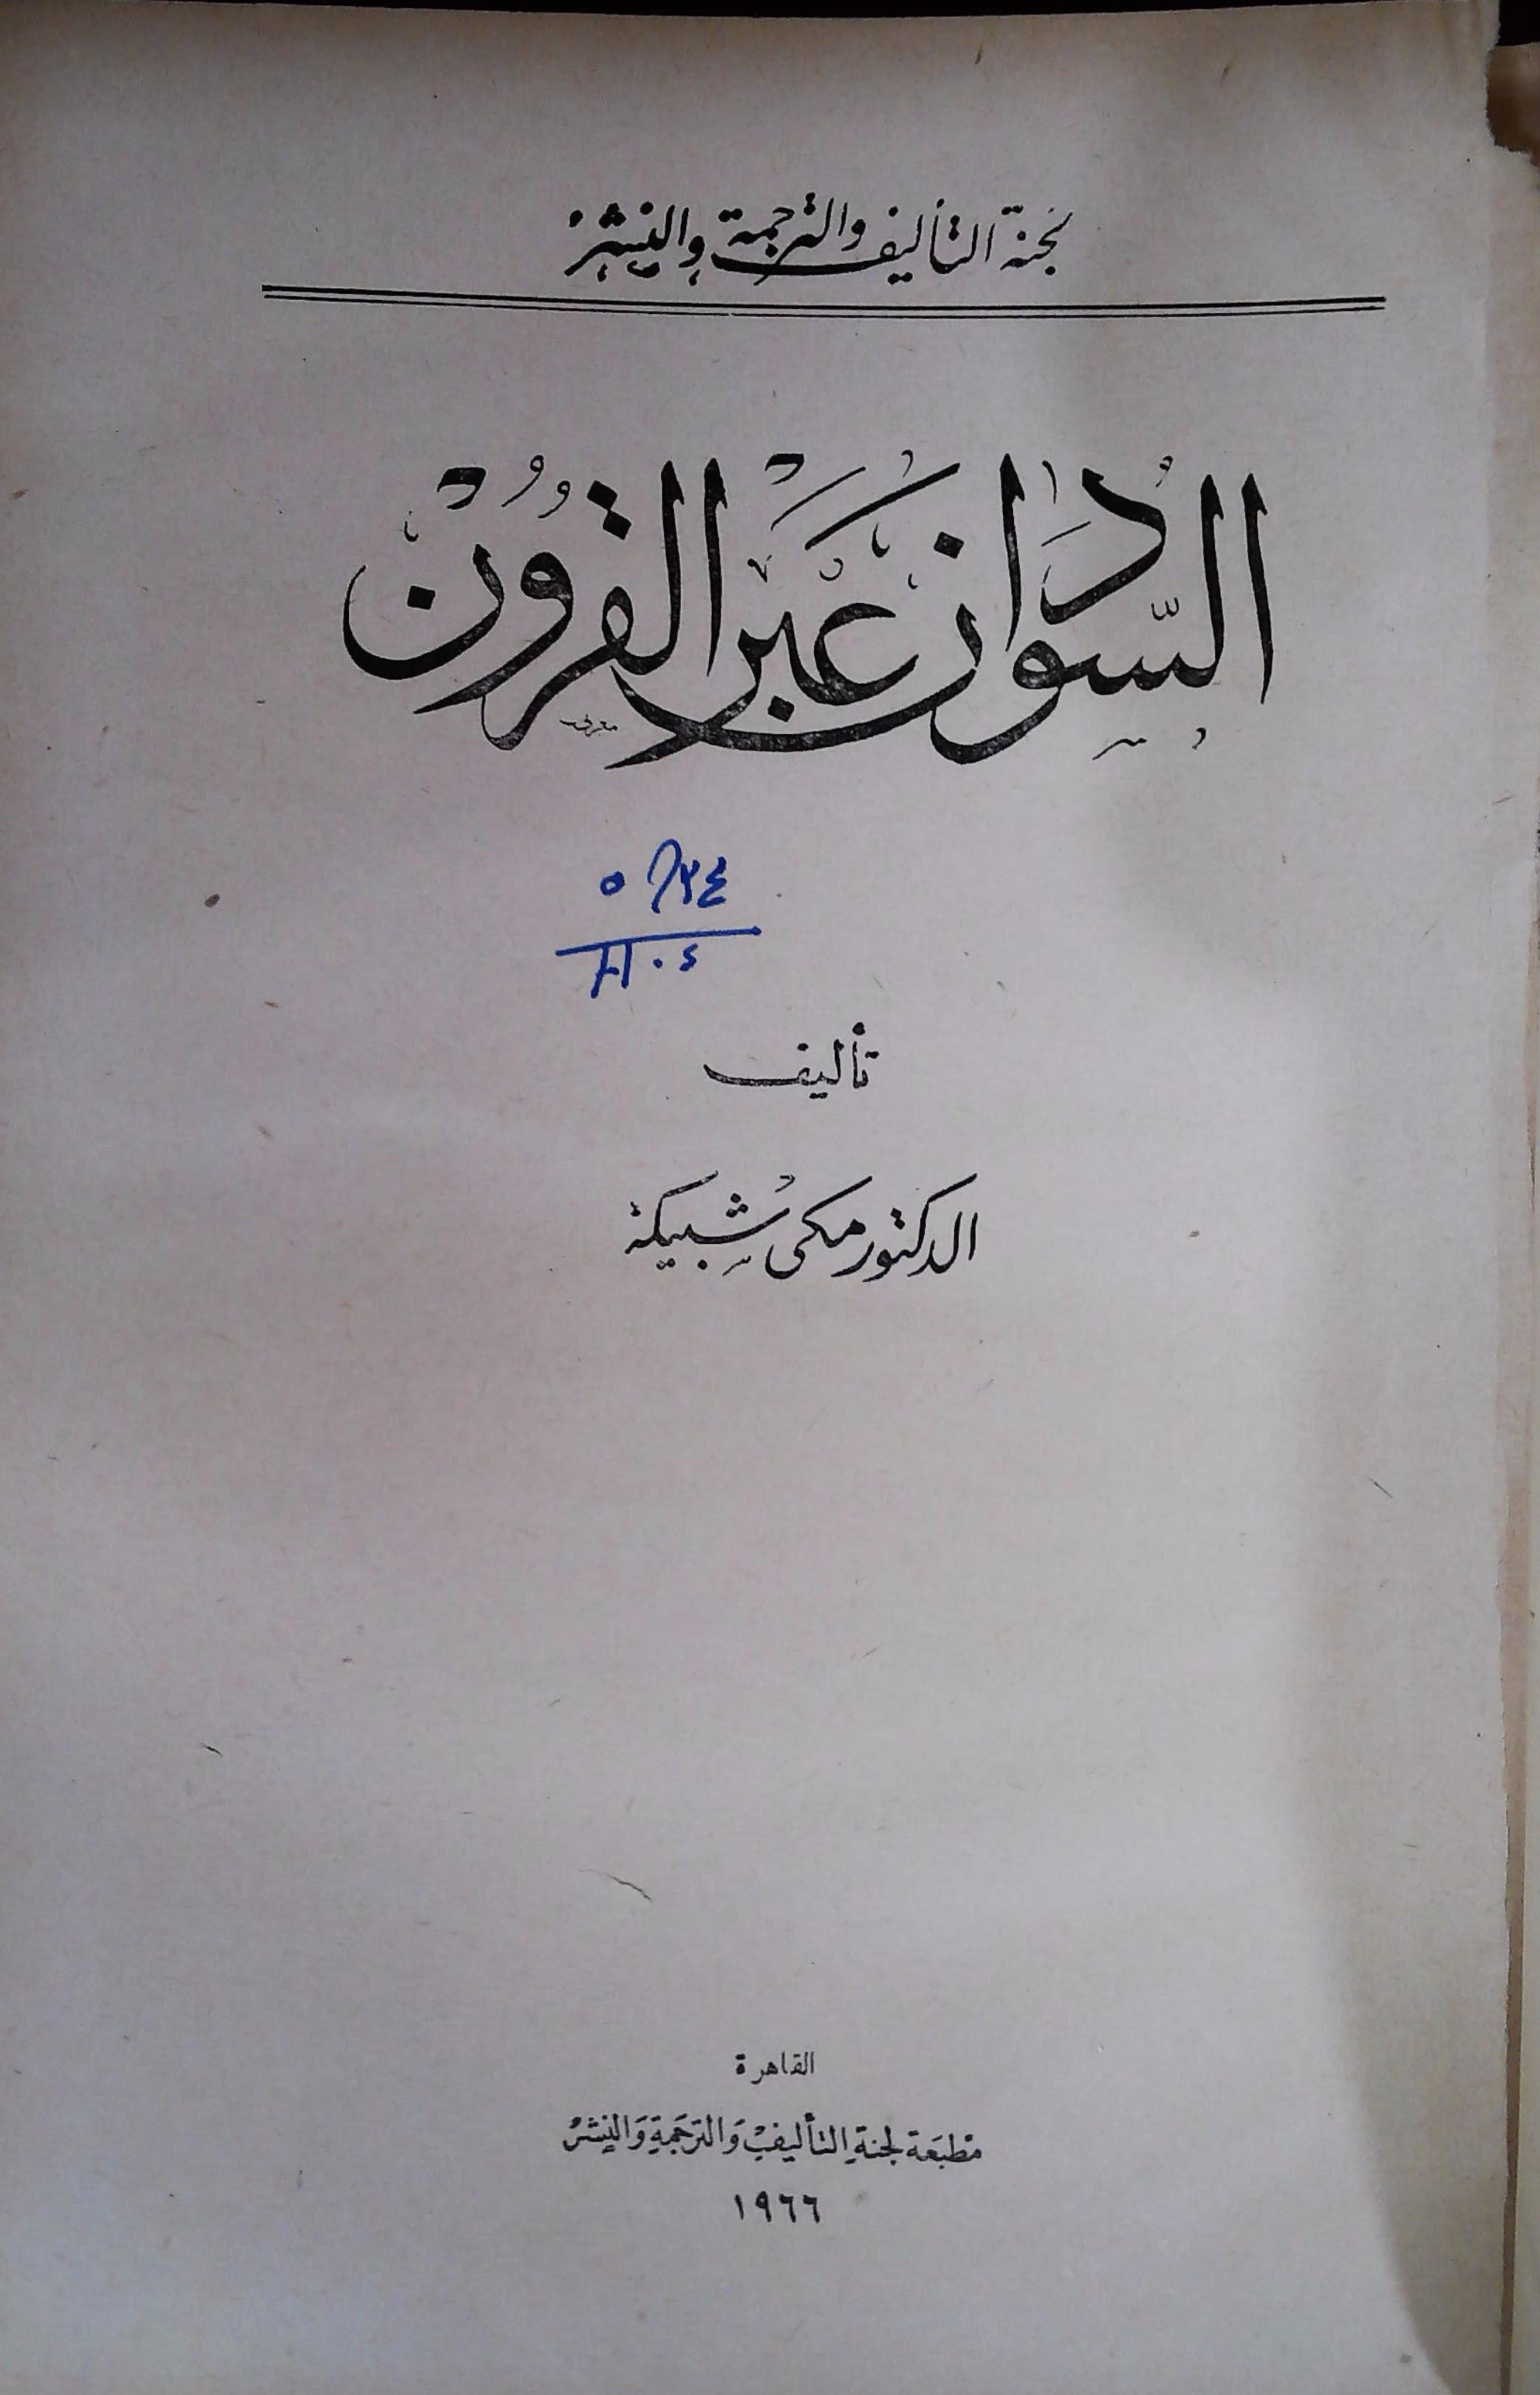 لجنة التأليف والترجمة والنشر
السودان عبر القرون
تأليف
الدكتور مكى شبيكة
القاهرة
مطبعة لجنة التأليف والترجمة والنشر
١٩٦٦